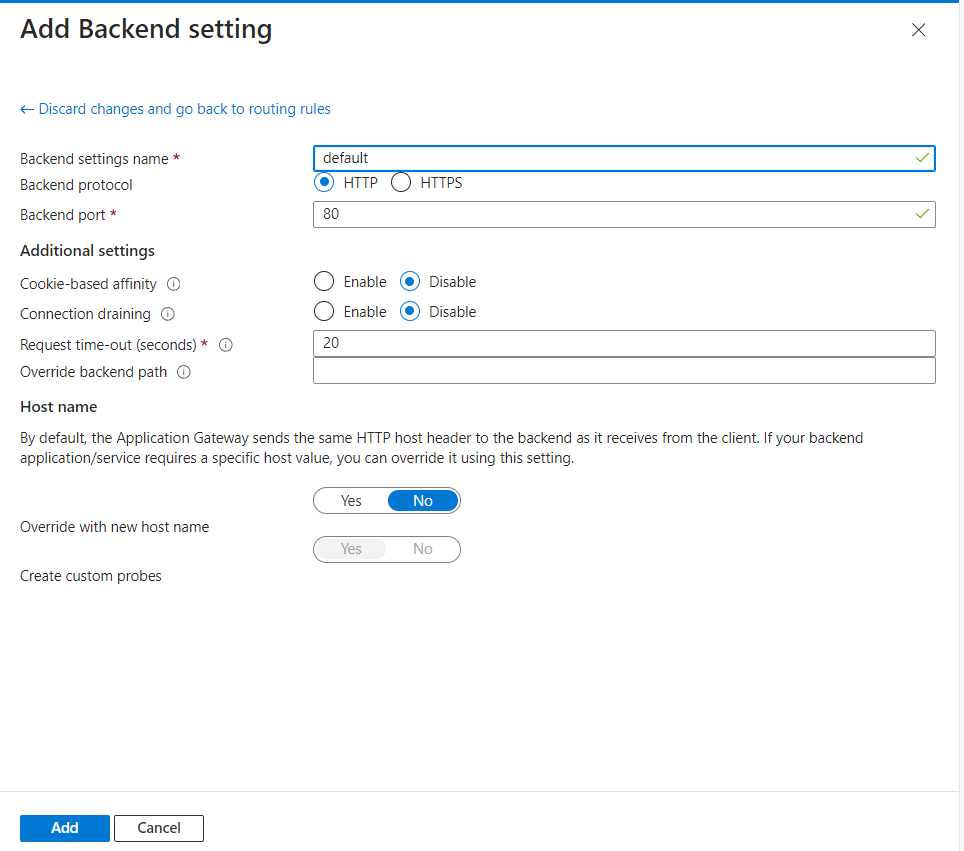 Add Backend setting
← Discard changes and go back to routing rules
Backend settings name * default
Backend protocol HTTP HTTPS
Backend port * 80
Additional settings
Cookie-based affinity Enable Disable
Connection draining Enable Disable
Request time-out (seconds) * 20
Override backend path
Host name
By default, the Application Gateway sends the same HTTP host header to the backend as it receives from the client. If your backend
application/service requires a specific host value, you can override it using this setting.
Yes No
Override with new host name
Yes No
Create custom probes
Add Cancel